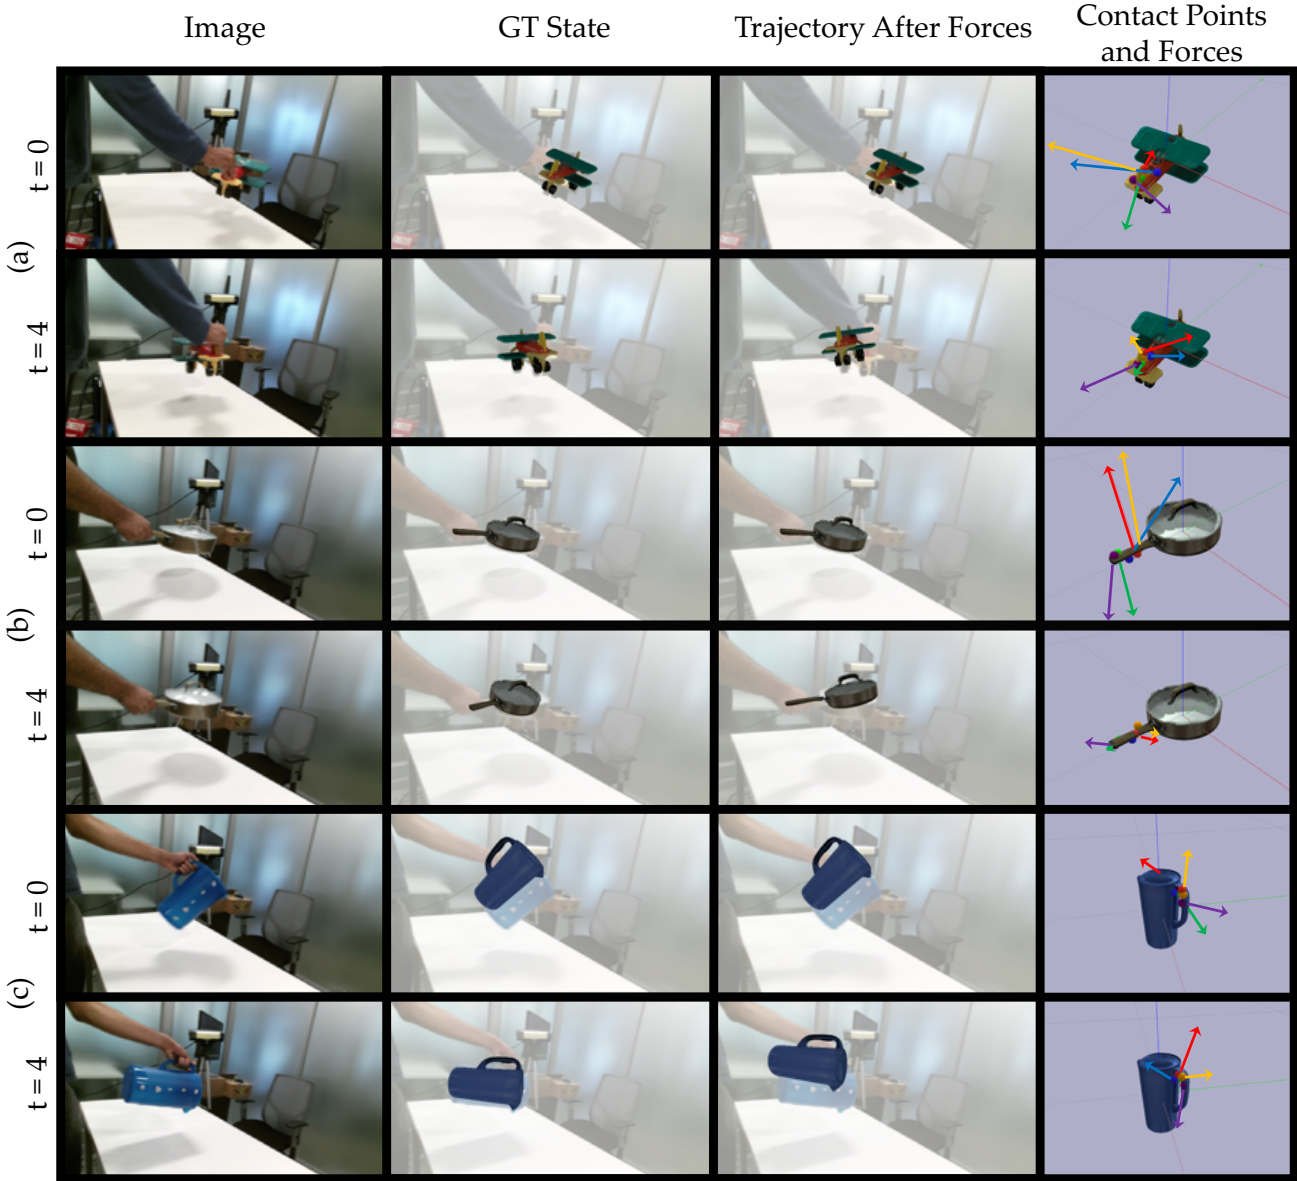 Image
GT State
Trajectory After Forces
Contact Points
and Forces
(a)
t = 0
t = 4
(b)
t = 0
t = 4
(c)
t = 0
t = 4